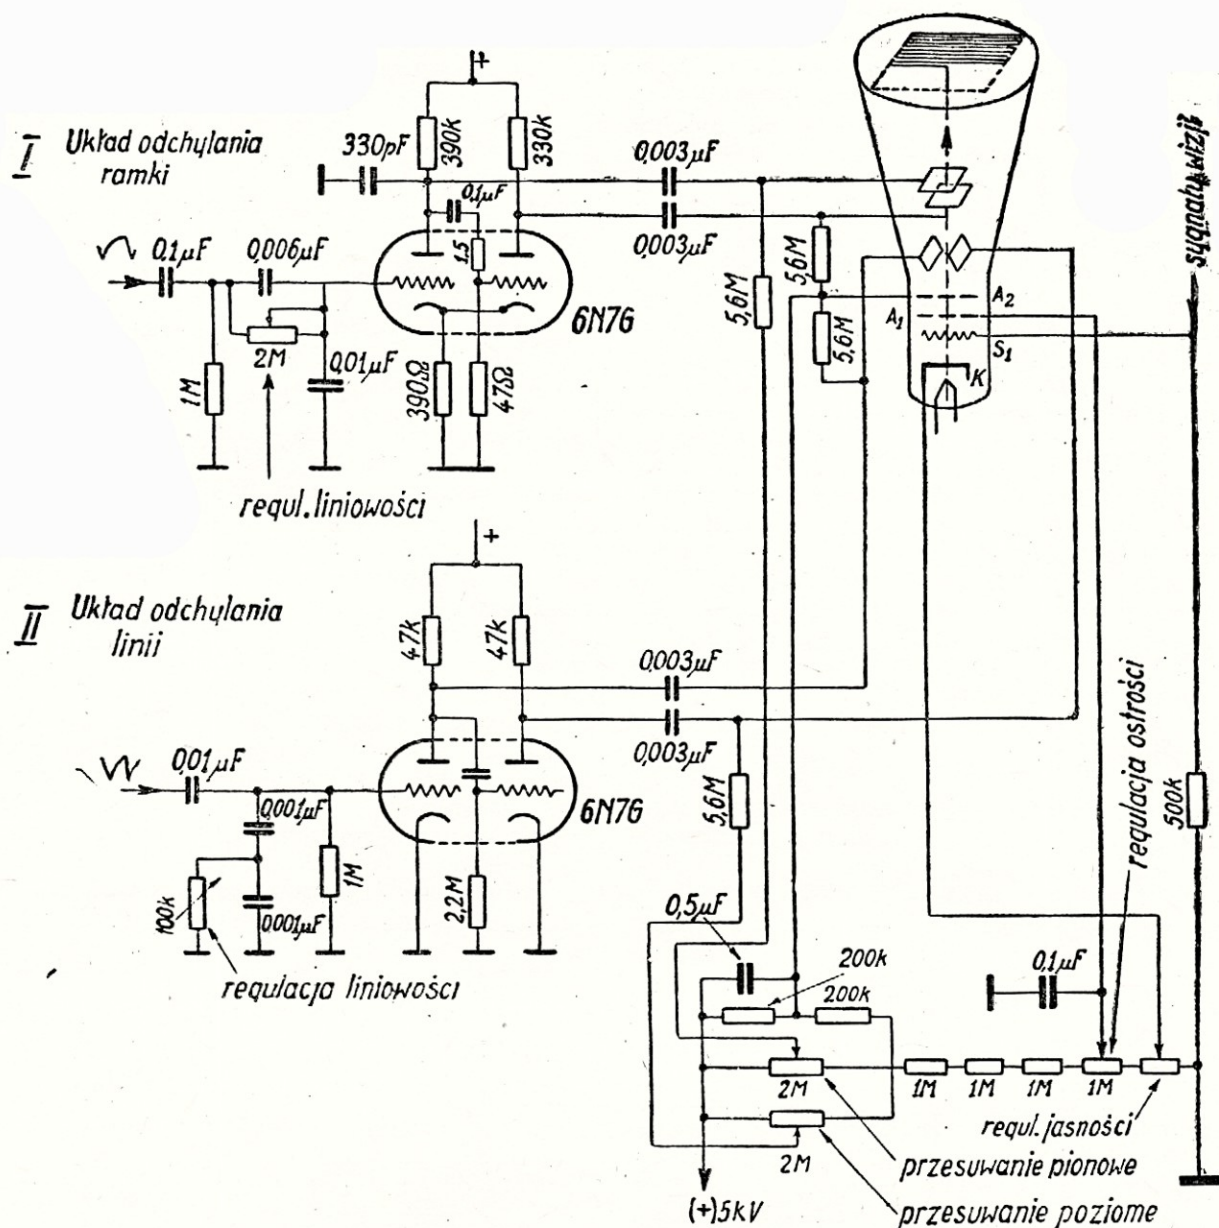 I Układ odchylania
ramki
+
330pF
390k
330k
0,003µF
0,1µF
0,003µF
0,1µF
0,006µF
1,5
6N7G
2M
0,01µF
1M
390Ω
47Ω
regul. liniowości
5,6M
5,6M
5,6M
A₂
A₁
S₁
K
sygnały wizji
II Układ odchylania
linii
+
47k
47k
0,003µF
0,003µF
0,01µF
0,001µF
6N7G
100k
0,001µF
1M
2,2M
regulacja liniowości
5,6M
0,5µF
200k
200k
0,1µF
regulacja ostrości
500k
2M
1M
1M
1M
1M
regul. jasności
2M
przesuwanie pionowe
(+)5kV
przesuwanie poziome